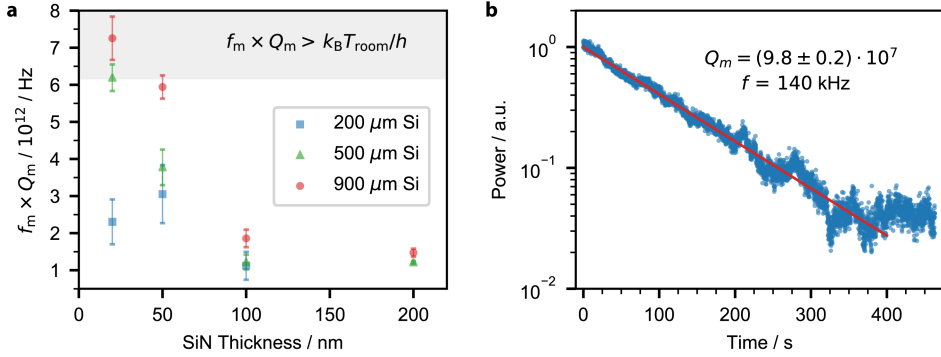 a
f_m × Q_m / 10^12 / Hz
8
7
6
5
4
3
2
1
f_m × Q_m > k_B T_room/h
200 μm Si
500 μm Si
900 μm Si
0
50
100
150
200
SiN Thickness / nm
b
Power / a.u.
10^0
10^−1
10^−2
Q_m = (9.8 ± 0.2) · 10^7
f = 140 kHz
0
100
200
300
400
Time / s